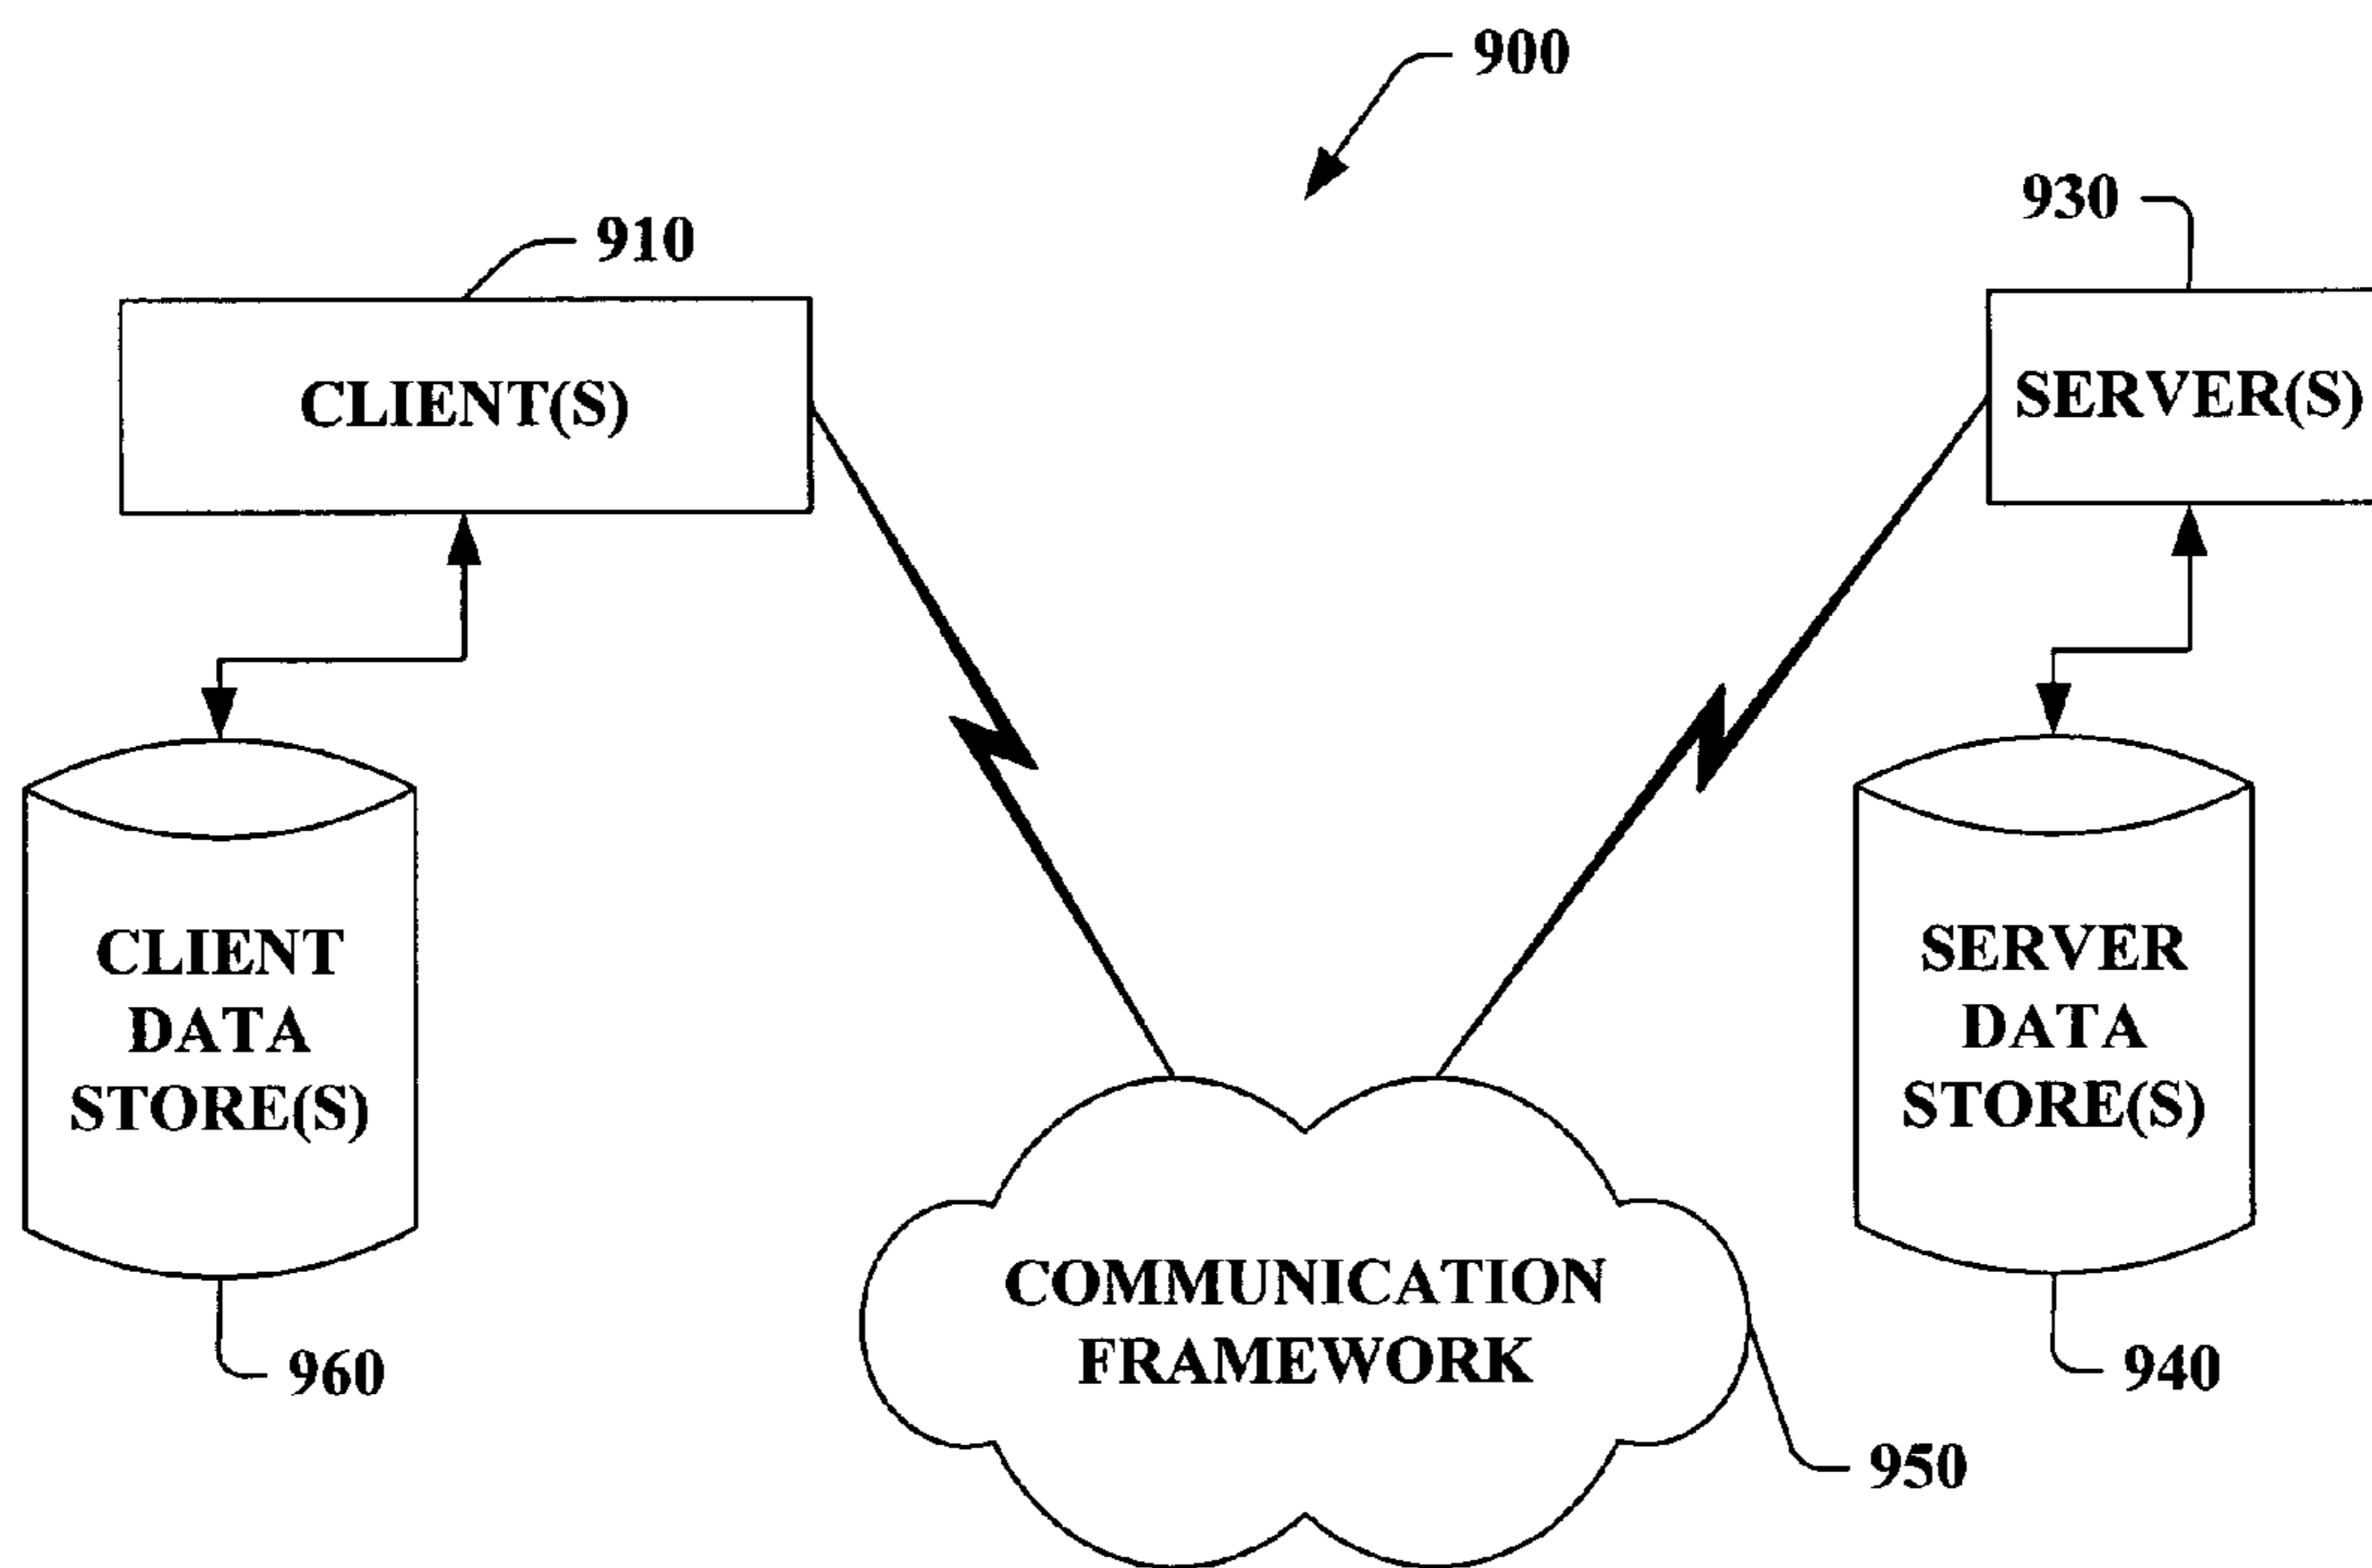 900
930
910
CLIENT(S)
SERVER(S)
CLIENT
DATA
STORE(S)
SERVER
DATA
STORE(S)
COMMUNICATION
FRAMEWORK
960
940
950